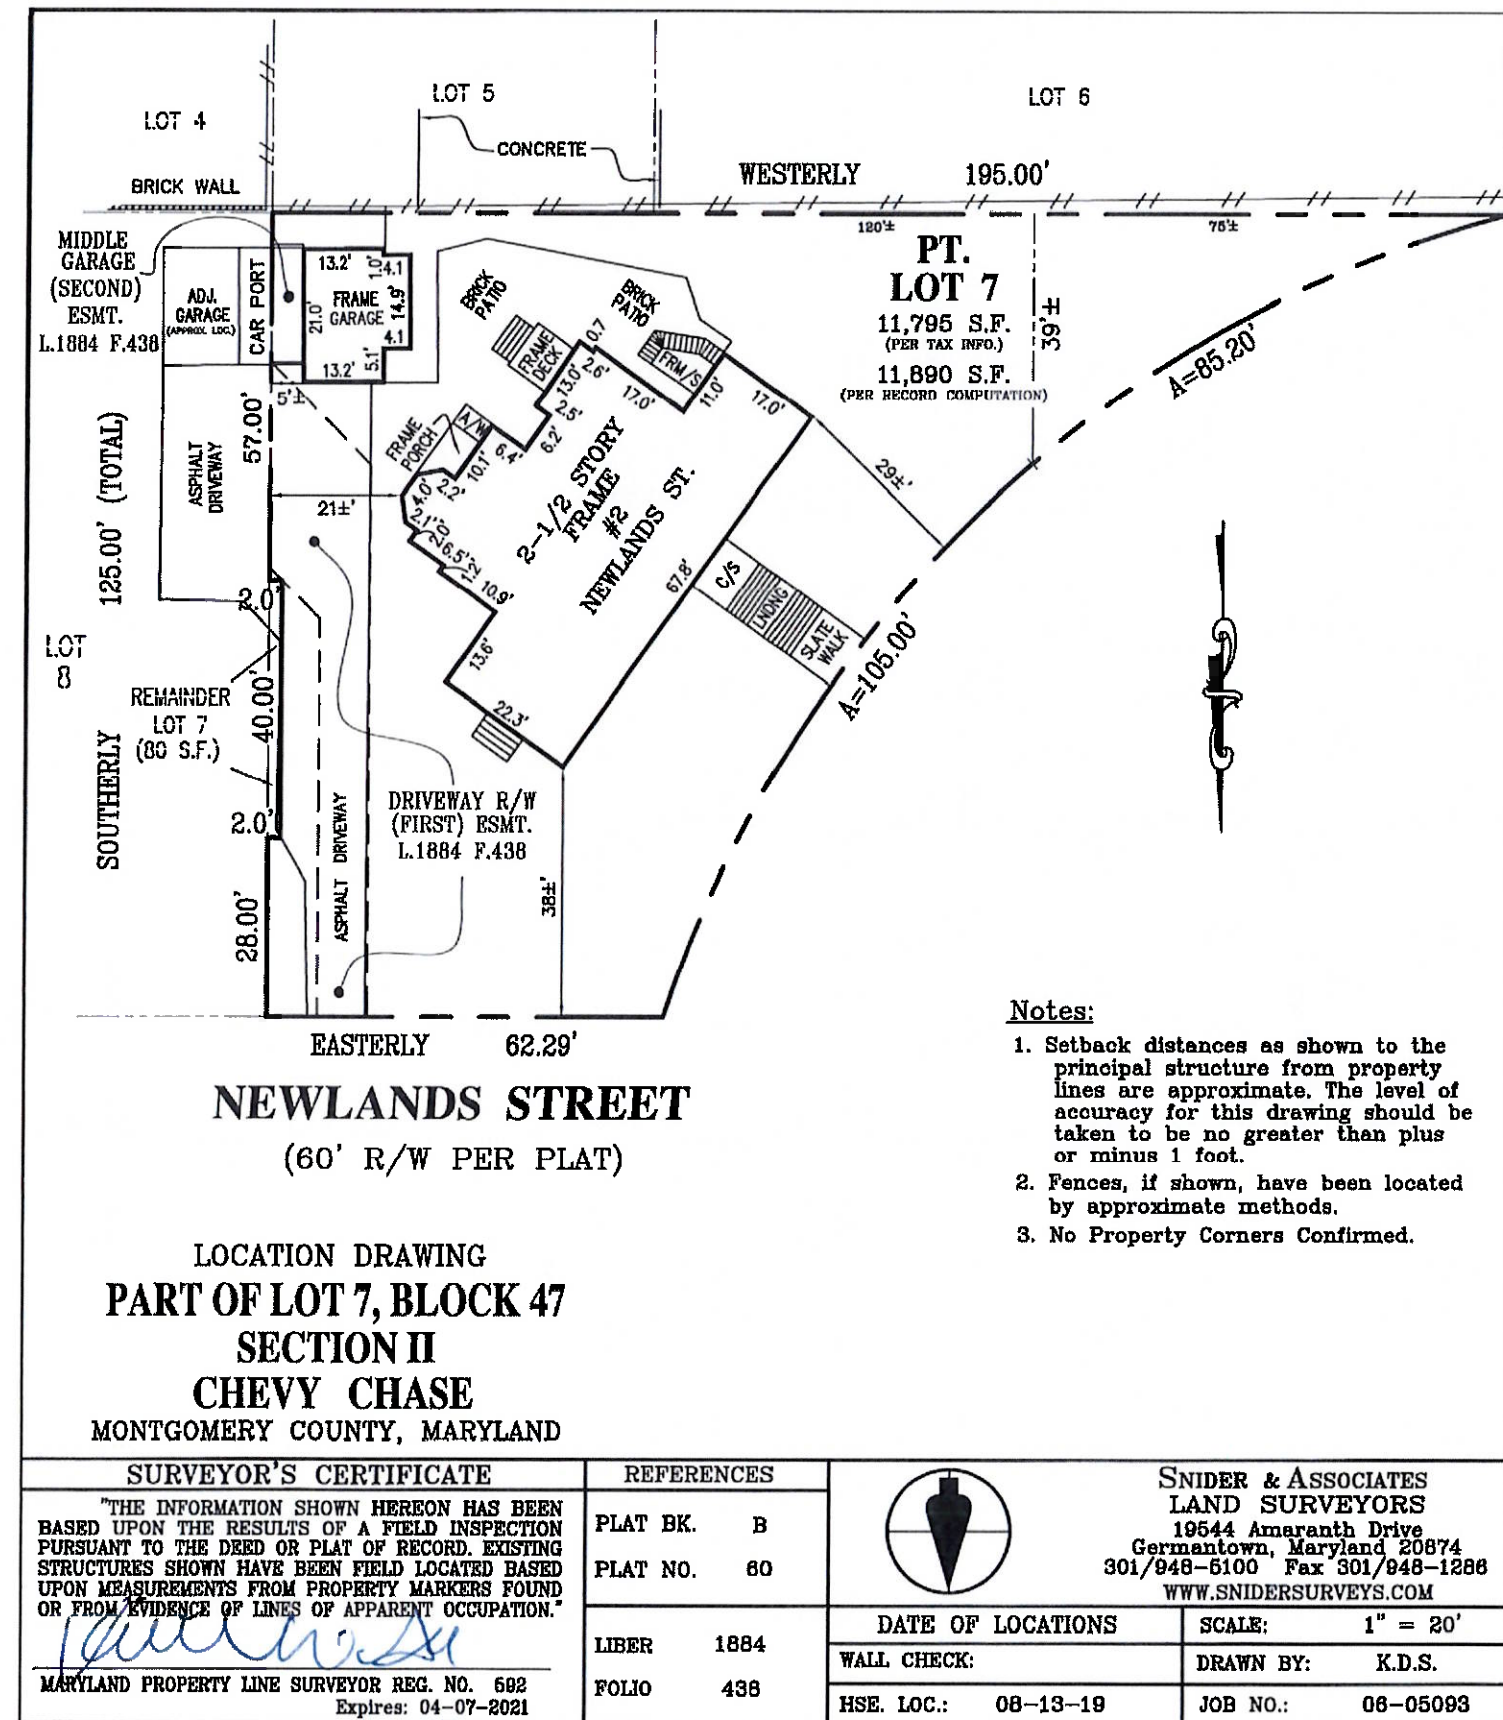 LOT 4
LOT 5
LOT 6
CONCRETE
BRICK WALL
WESTERLY 195.00'
120'±
75'±
MIDDLE
GARAGE
(SECOND)
ESMT.
L.1884 F.438
ADJ.
GARAGE
(APPROX. LOC.)
CAR PORT
13.2'
1.0'
4.1
FRAME
GARAGE
21.0'
14.9'
4.1
13.2'
5.1'
5'±
BRICK
PATIO
FRAME
DECK
BRICK
PATIO
FRM/S
PT.
LOT 7
11,795 S.F.
(PER TAX INFO.)
11,890 S.F.
(PER RECORD COMPUTATION)
39'±
A=85.20'
0.7
2.6'
13.0'
17.0'
11.0'
17.0'
2.5'
6.2'
6.4'
10.1'
2.2'
4.0'
2.1'
2.0'
6.5'
1.2'
10.9'
13.6'
22.3'
67.8'
29±'
FRAME
PORCH
A/W
2-1/2 STORY
FRAME
#2
NEWLANDS ST.
C/S
LNDNG
SLATE
WALK
A=105.00'
125.00' (TOTAL)
SOUTHERLY
57.00'
ASPHALT
DRIVEWAY
21±'
2.0'
LOT
8
REMAINDER
LOT 7
(80 S.F.)
40.00'
2.0'
28.00'
ASPHALT DRIVEWAY
DRIVEWAY R/W
(FIRST) ESMT.
L.1884 F.438
38±'
EASTERLY 62.29'
NEWLANDS STREET
(60' R/W PER PLAT)
Notes:
1. Setback distances as shown to the
principal structure from property
lines are approximate. The level of
accuracy for this drawing should be
taken to be no greater than plus
or minus 1 foot.
2. Fences, if shown, have been located
by approximate methods.
3. No Property Corners Confirmed.
LOCATION DRAWING
PART OF LOT 7, BLOCK 47
SECTION II
CHEVY CHASE
MONTGOMERY COUNTY, MARYLAND
SURVEYOR'S CERTIFICATE
"THE INFORMATION SHOWN HEREON HAS BEEN
BASED UPON THE RESULTS OF A FIELD INSPECTION
PURSUANT TO THE DEED OR PLAT OF RECORD. EXISTING
STRUCTURES SHOWN HAVE BEEN FIELD LOCATED BASED
UPON MEASUREMENTS FROM PROPERTY MARKERS FOUND
OR FROM EVIDENCE OF LINES OF APPARENT OCCUPATION."
MARYLAND PROPERTY LINE SURVEYOR REG. NO. 592
Expires: 04-07-2021
REFERENCES
PLAT BK. B
PLAT NO. 60
LIBER 1884
FOLIO 438
SNIDER & ASSOCIATES
LAND SURVEYORS
19544 Amaranth Drive
Germantown, Maryland 20874
301/948-5100 Fax 301/948-1286
WWW.SNIDERSURVEYS.COM
DATE OF LOCATIONS
WALL CHECK:
HSE. LOC.: 08-13-19
SCALE: 1" = 20'
DRAWN BY: K.D.S.
JOB NO.: 06-05093